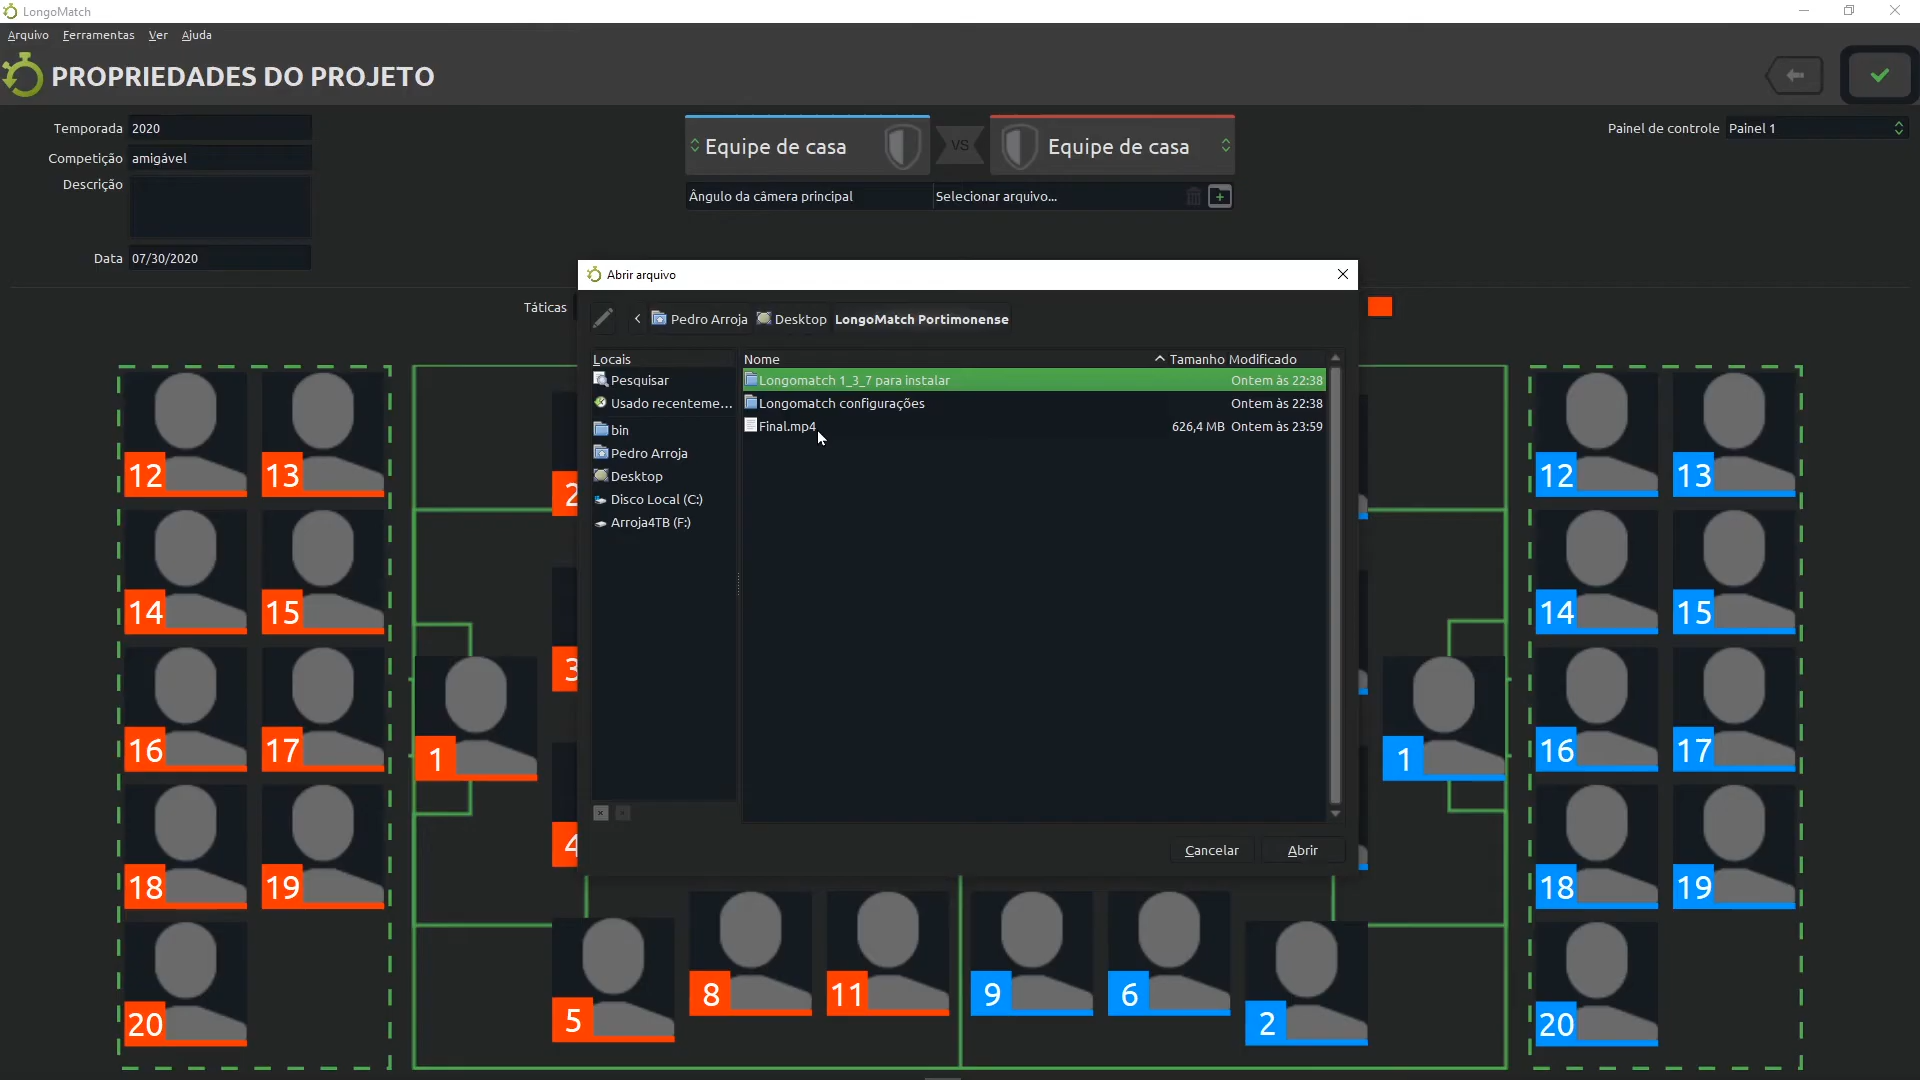 LongoMatch
Arquivo Ferramentas Ver Ajuda
PROPRIEDADES DO PROJETO
Temporada 2020
Competição amigável
Descrição
Data 07/30/2020
Equipe de casa VS Equipe de casa
Ângulo da câmera principal Selecionar arquivo...
Painel de controle Painel 1
Táticas
Abrir arquivo
Pedro Arroja Desktop LongoMatch Portimonense
Locais
Pesquisar
Usado recenteme...
bin
Pedro Arroja
Desktop
Disco Local (C:)
Arroja4TB (F:)
Nome Tamanho Modificado
Longomatch 1_3_7 para instalar Ontem às 22:38
Longomatch configurações Ontem às 22:38
Final.mp4 626,4 MB Ontem às 23:59
Cancelar Abrir
12 13
14 15
16 17
18 19
20
1
2
3
4
5
8
11
9
6
2
1
12 13
14 15
16 17
18 19
20